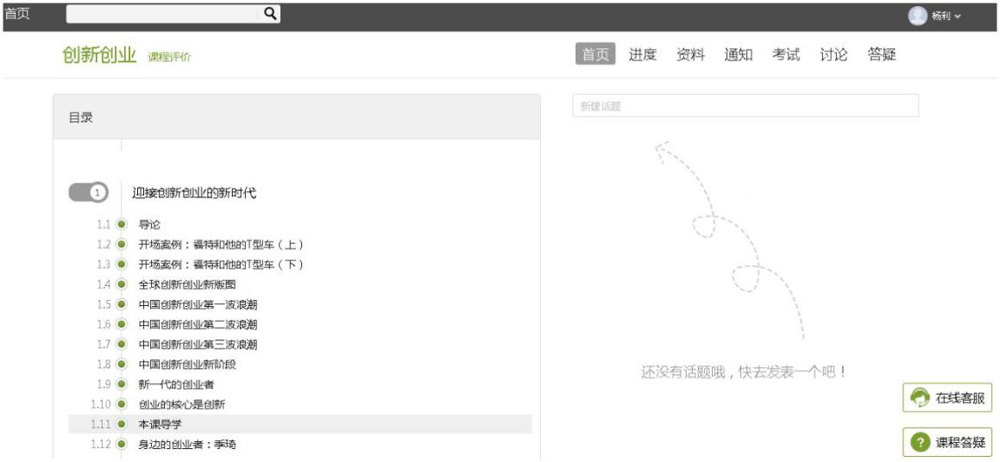 首页
杨利
创新创业 课程评价
首页 进度 资料 通知 考试 讨论 答疑
目录
1 迎接创新创业的新时代
1.1 导论
1.2 开场案例：福特和他的T型车（上）
1.3 开场案例：福特和他的T型车（下）
1.4 全球创新创业新版图
1.5 中国创新创业第一波浪潮
1.6 中国创新创业第二波浪潮
1.7 中国创新创业第三波浪潮
1.8 中国创新创业新阶段
1.9 新一代的创业者
1.10 创业的核心是创新
1.11 本课导学
1.12 身边的创业者：季琦
新建话题
还没有话题哦，快去发表一个吧！
在线客服
? 课程答疑